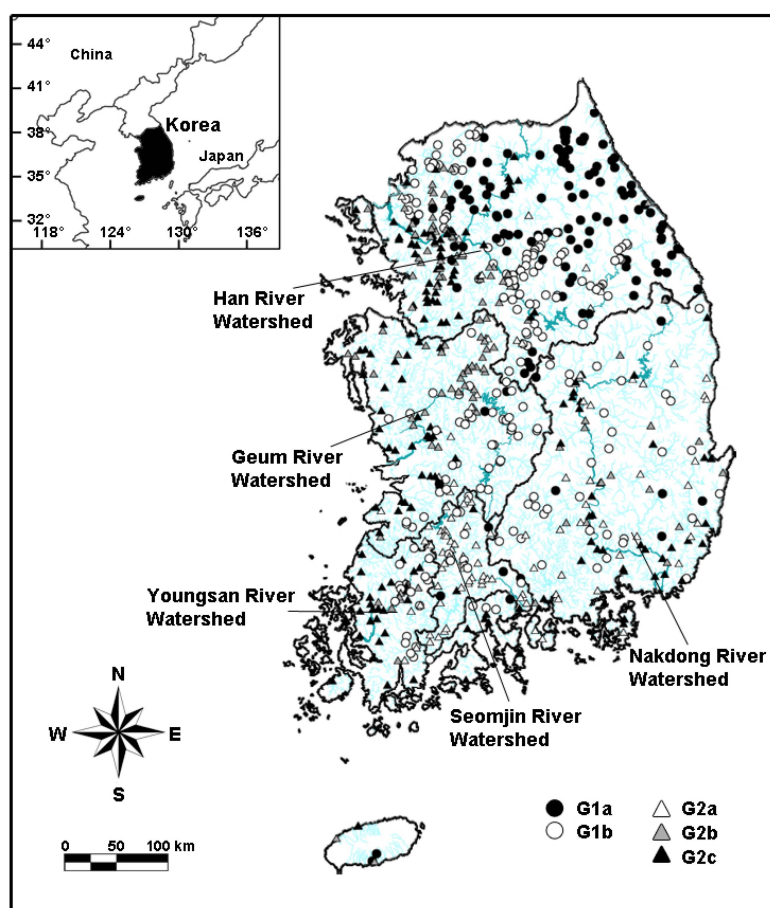 44°
China
41°
38°
Korea
Japan
35°
32°
118°
124°
130°
136°
Han River
Watershed
Geum River
Watershed
Youngsan River
Watershed
Nakdong River
Watershed
Seomjin River
Watershed
N
W
E
S
0 50 100 km
G1a
G1b
G2a
G2b
G2c